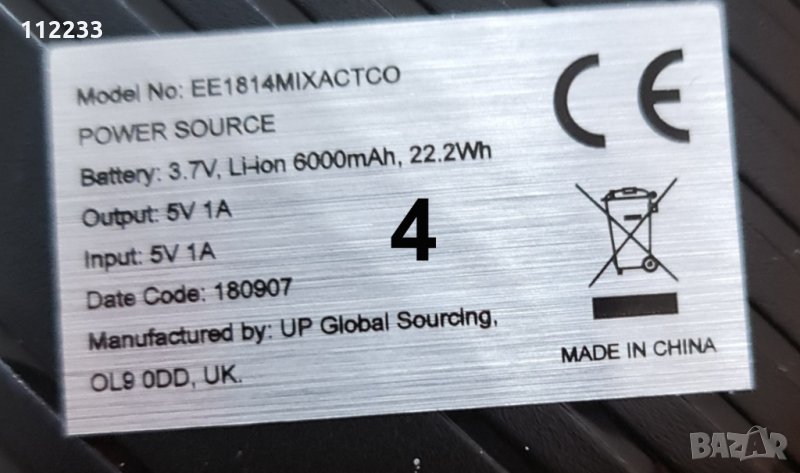 112233
Model No: EE1814MIXACTCO
POWER SOURCE
Battery: 3.7V, Li-ion 6000mAh, 22.2Wh
Output: 5V 1A
Input: 5V 1A
Date Code: 180907
Manufactured by: UP Global Sourcing,
OL9 0DD, UK.
4
CE
MADE IN CHINA
BAZAR